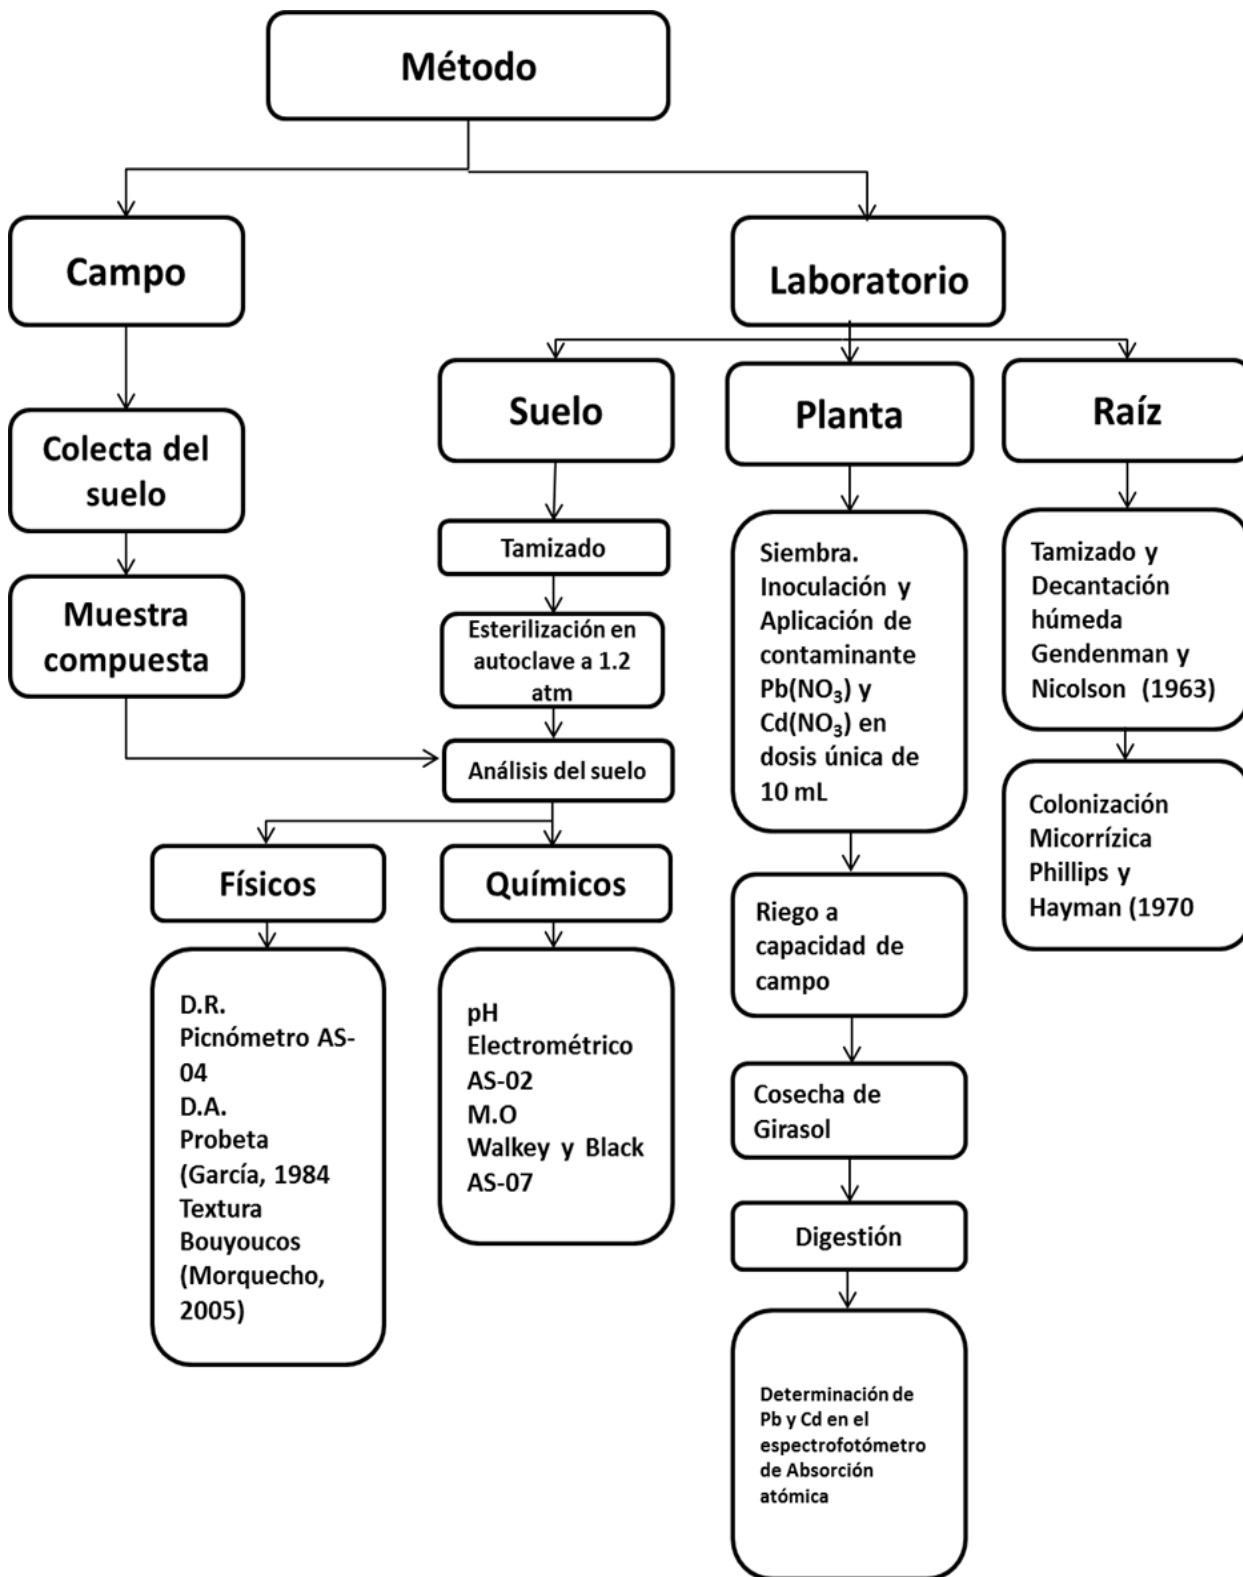 Método
Campo
Laboratorio
Colecta del
suelo
Muestra
compuesta
Suelo
Tamizado
Esterilización en
autoclave a 1.2
atm
Análisis del suelo
Físicos
D.R.
Picnómetro AS-
04
D.A.
Probeta
(García, 1984
Textura
Bouyoucos
(Morquecho,
2005)
Químicos
pH
Electrométrico
AS-02
M.O
Walkey y Black
AS-07
Planta
Siembra.
Inoculación y
Aplicación de
contaminante
Pb(NO₃) y
Cd(NO₃) en
dosis única de
10 mL
Riego a
capacidad de
campo
Cosecha de
Girasol
Digestión
Determinación de
Pb y Cd en el
espectrofotómetro
de Absorción
atómica
Raíz
Tamizado y
Decantación
húmeda
Gendenman y
Nicolson (1963)
Colonización
Micorrízica
Phillips y
Hayman (1970